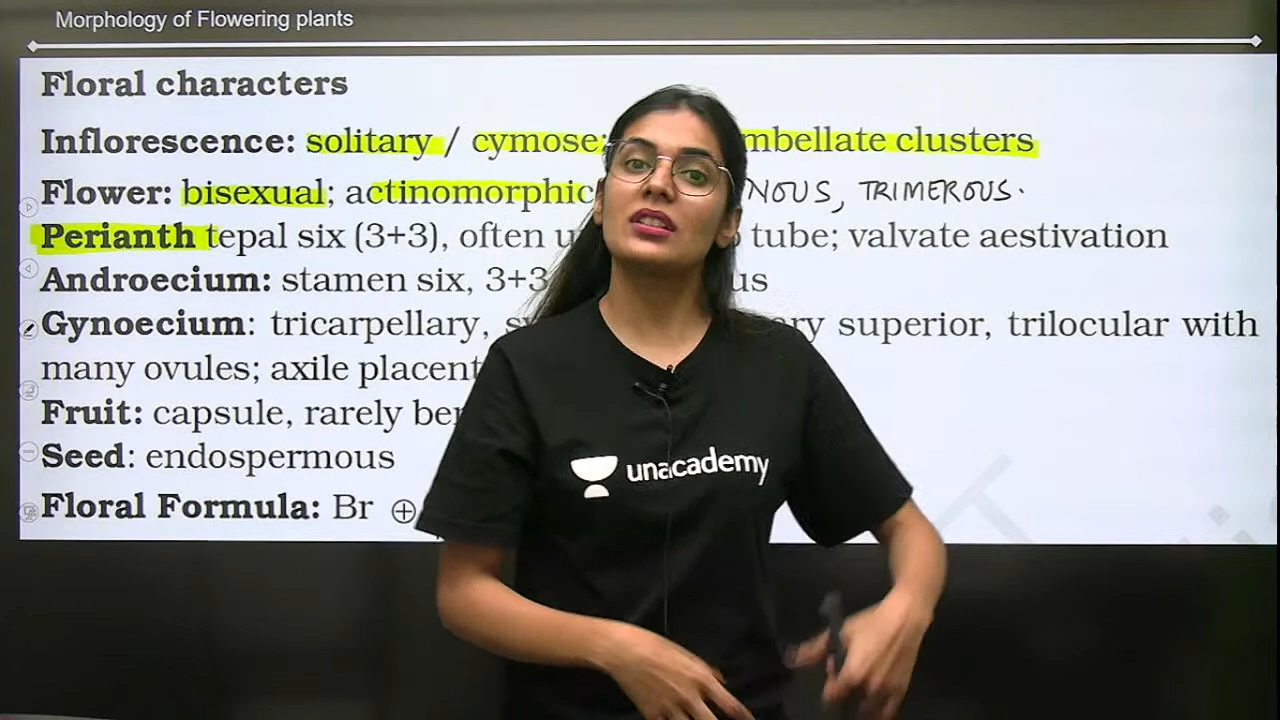 Morphology of Flowering plants
Floral characters
Inflorescence: solitary / cymose; mbellate clusters
Flower: bisexual; actinomorphic NOUS, TRIMEROUS.
Perianth tepal six (3+3), often u tube; valvate aestivation
Androecium: stamen six, 3+3 us
Gynoecium: tricarpellary, sy ry superior, trilocular with
many ovules; axile placent
Fruit: capsule, rarely ber
Seed: endospermous
Floral Formula: Br ⊕
unacademy